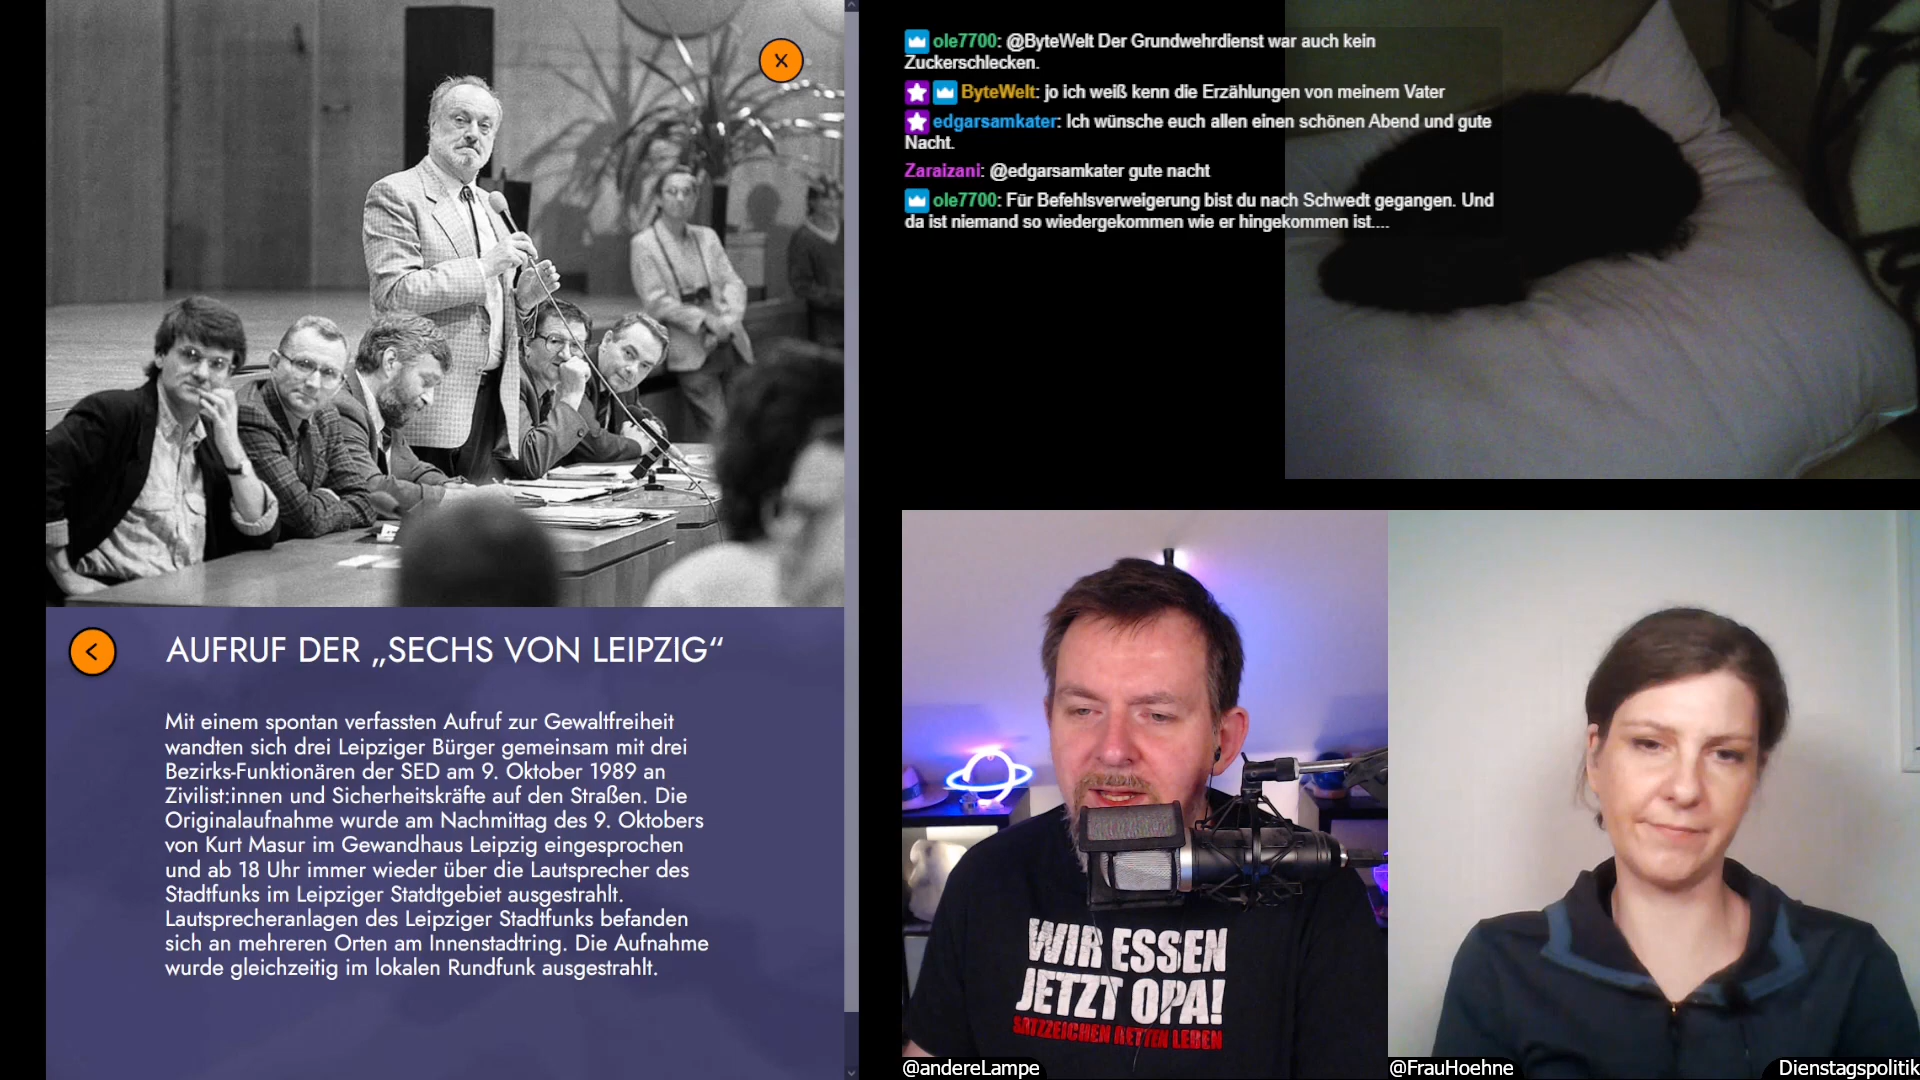 AUFRUF DER „SECHS VON LEIPZIG“
Mit einem spontan verfassten Aufruf zur Gewaltfreiheit
wandten sich drei Leipziger Bürger gemeinsam mit drei
Bezirks-Funktionären der SED am 9. Oktober 1989 an
Zivilist:innen und Sicherheitskräfte auf den Straßen. Die
Originalaufnahme wurde am Nachmittag des 9. Oktobers
von Kurt Masur im Gewandhaus Leipzig eingesprochen
und ab 18 Uhr immer wieder über die Lautsprecher des
Stadtfunks im Leipziger Statdtgebiet ausgestrahlt.
Lautsprecheranlagen des Leipziger Stadtfunks befanden
sich an mehreren Orten am Innenstadtring. Die Aufnahme
wurde gleichzeitig im lokalen Rundfunk ausgestrahlt.
ole7700: @ByteWelt Der Grundwehrdienst war auch kein
Zuckerschlecken.
ByteWelt: jo ich weiß kenn die Erzählungen von meinem Vater
edgarsamkater: Ich wünsche euch allen einen schönen Abend und gute
Nacht.
Zaraizani: @edgarsamkater gute nacht
ole7700: Für Befehlsverweigerung bist du nach Schwedt gegangen. Und
da ist niemand so wiedergekommen wie er hingekommen ist....
WIR ESSEN
JETZT OPA!
SATZZEICHEN RETTEN LEBEN
@andereLampe
@FrauHoehne
Dienstagspolitik